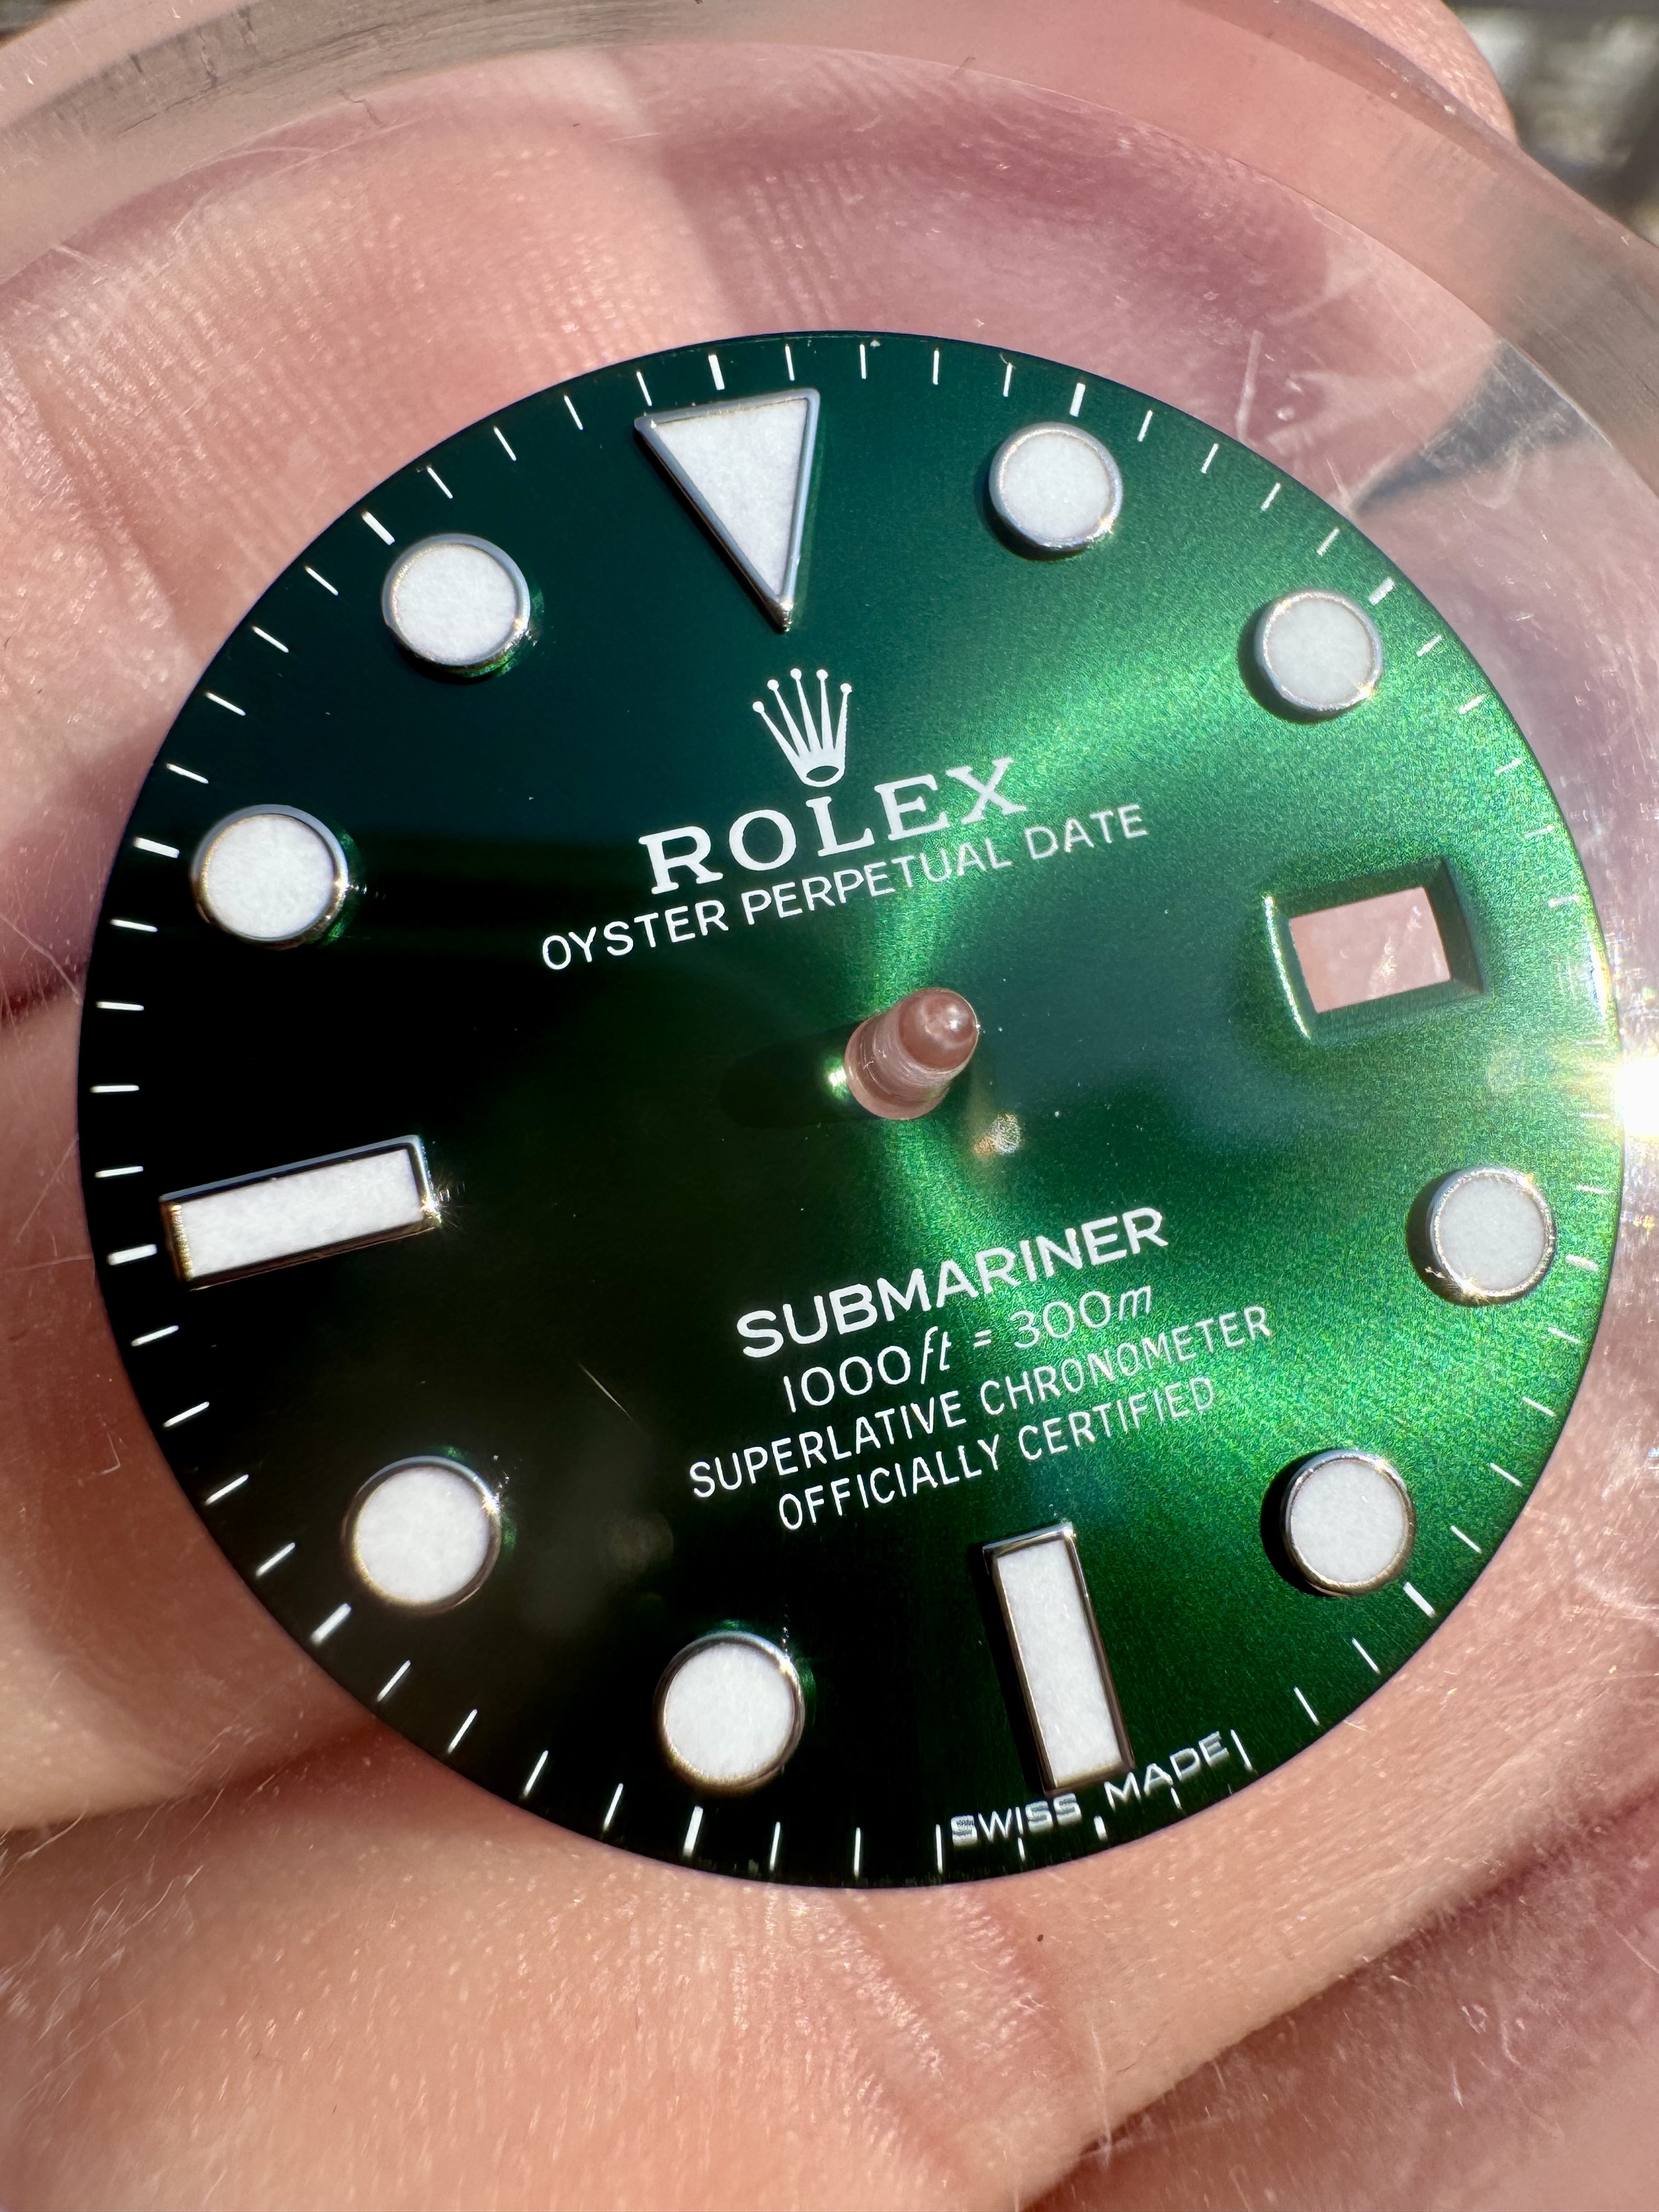 ROLEX
OYSTER PERPETUAL DATE
SUBMARINER
1000ft = 300m
SUPERLATIVE CHRONOMETER
OFFICIALLY CERTIFIED
SWISS MADE